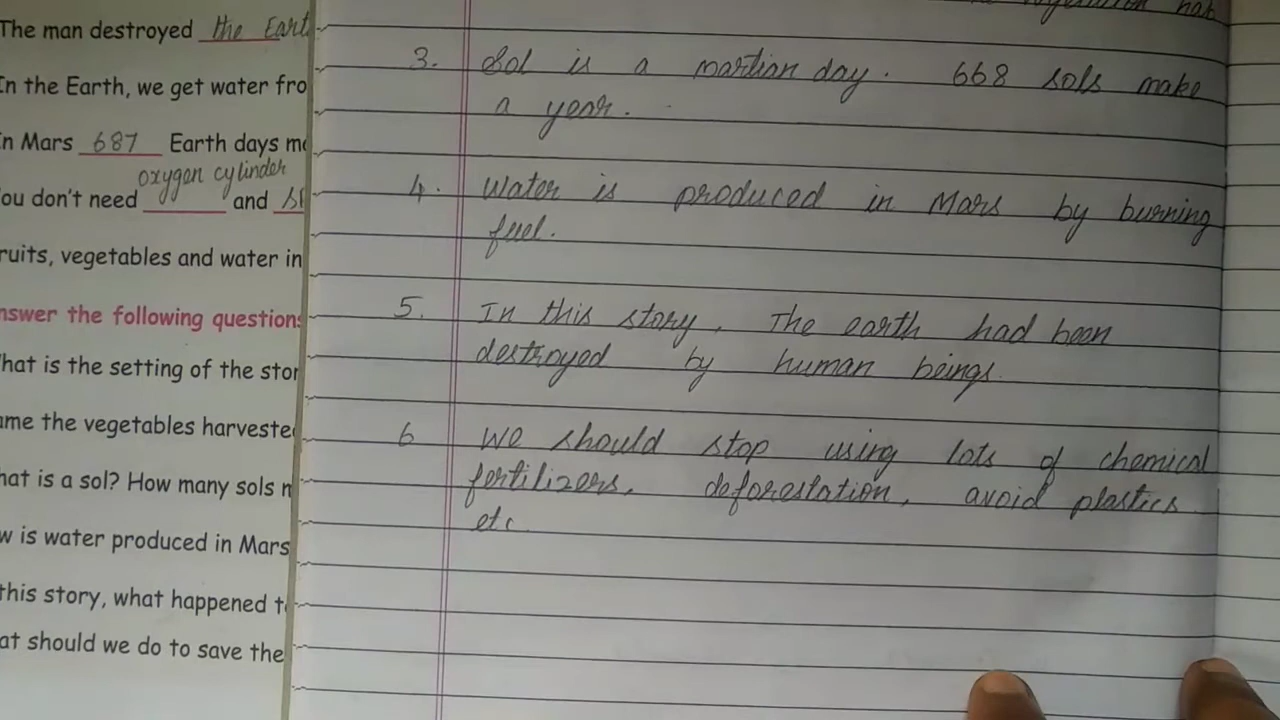 The man destroyed the Eart
In the Earth, we get water fro
n Mars 687 Earth days m
oxygen cylinder
ou don't need ______ and
ruits, vegetables and water in
nswer the following questions
hat is the setting of the stor
ame the vegetables harveste
hat is a sol? How many sols m
w is water produced in Mars
this story, what happened t
at should we do to save the
3. Sol is a martian day. 668 sols make
a year.
4. Water is produced in Mars by burning
fuel.
5. In this story, The earth had been
destroyed by human beings.
6 We should stop using lots of chemical
fertilizers, deforestation, avoid plastics
etc